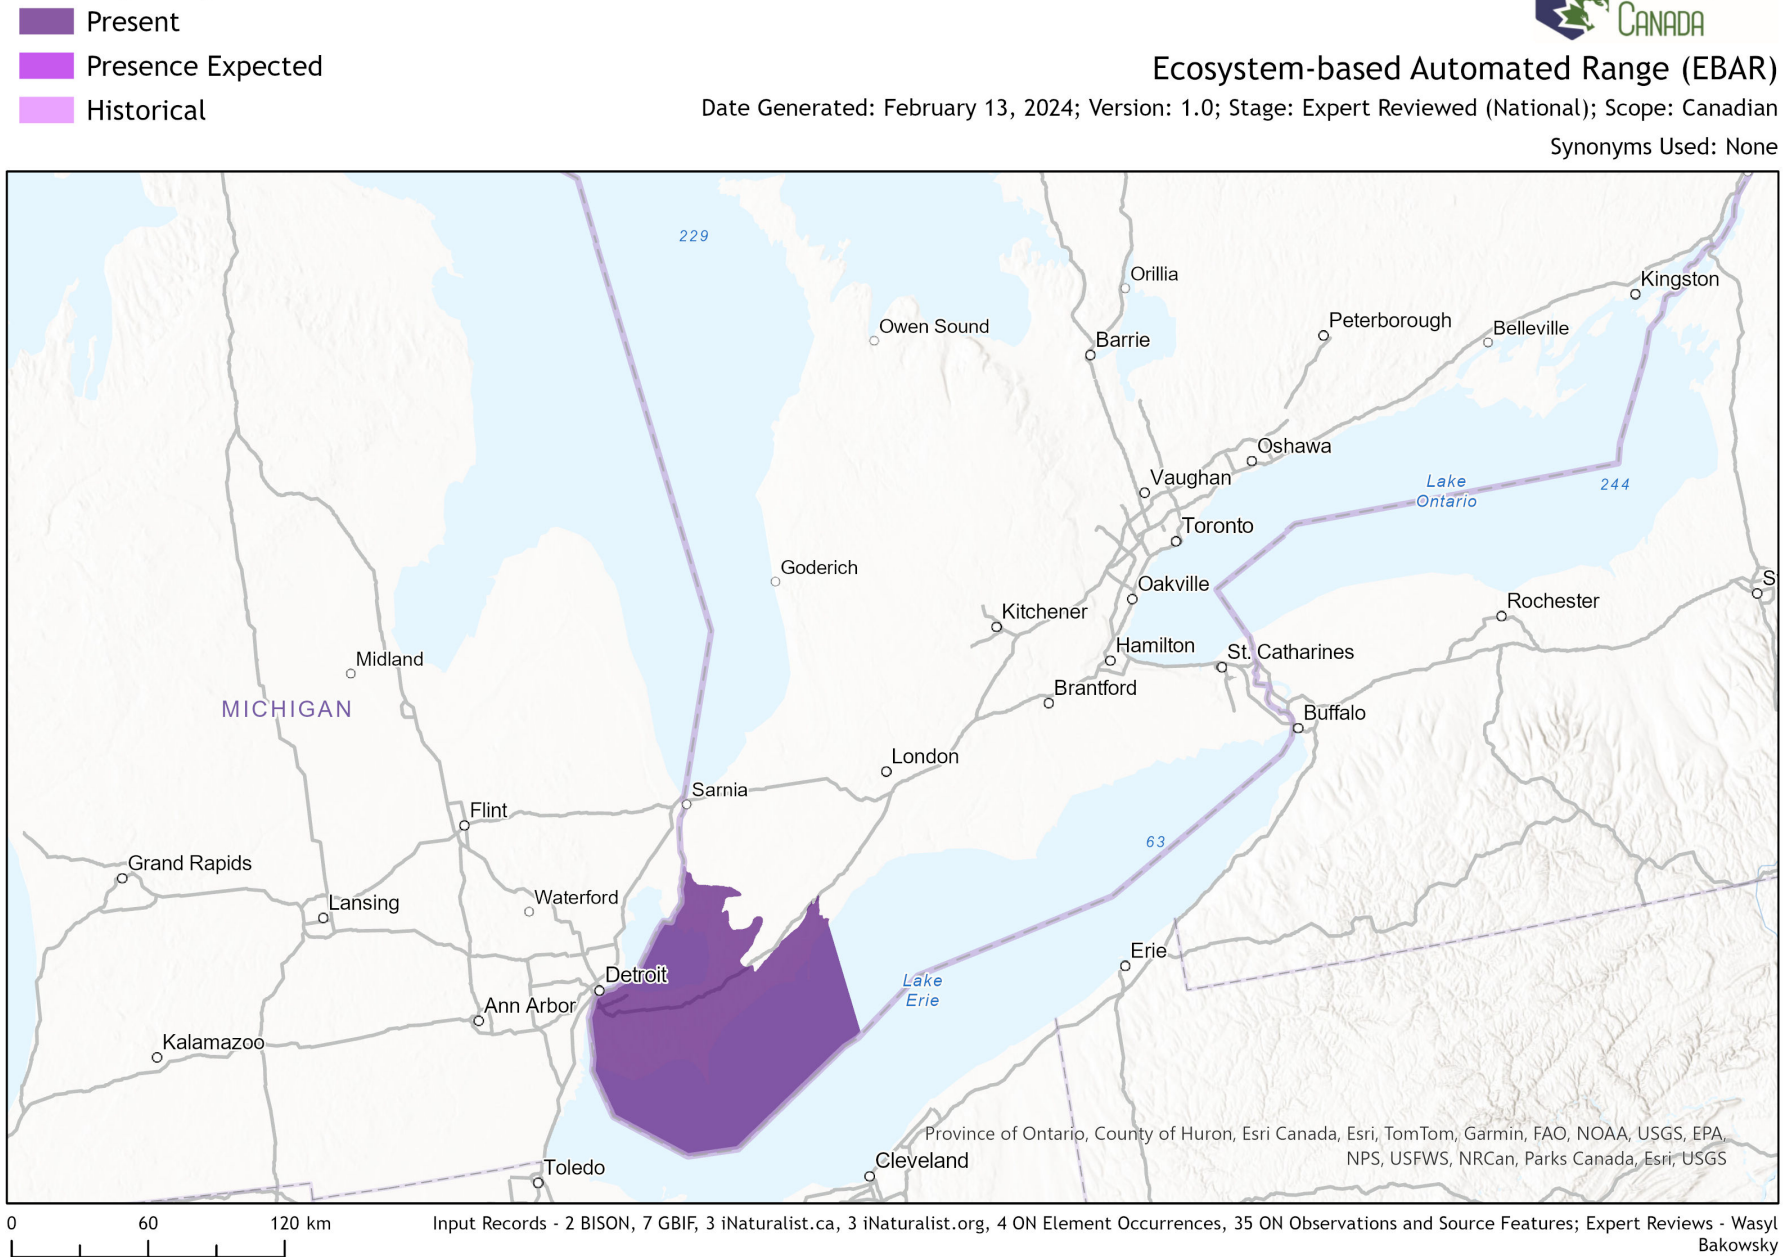 Present
Presence Expected
Historical
CANADA
Ecosystem-based Automated Range (EBAR)
Date Generated: February 13, 2024; Version: 1.0; Stage: Expert Reviewed (National); Scope: Canadian
Synonyms Used: None
229
Orillia
Kingston
Owen Sound
Peterborough
Belleville
Barrie
Oshawa
Vaughan
Lake
Ontario
244
Toronto
Goderich
Oakville
S
Kitchener
Rochester
Hamilton
St. Catharines
Midland
Brantford
MICHIGAN
Buffalo
London
Sarnia
Flint
63
Grand Rapids
Waterford
Lansing
Erie
Detroit
Lake
Erie
Ann Arbor
Kalamazoo
Province of Ontario, County of Huron, Esri Canada, Esri, TomTom, Garmin, FAO, NOAA, USGS, EPA,
NPS, USFWS, NRCan, Parks Canada, Esri, USGS
Cleveland
Toledo
0 60 120 km
Input Records - 2 BISON, 7 GBIF, 3 iNaturalist.ca, 3 iNaturalist.org, 4 ON Element Occurrences, 35 ON Observations and Source Features; Expert Reviews - Wasyl
Bakowsky